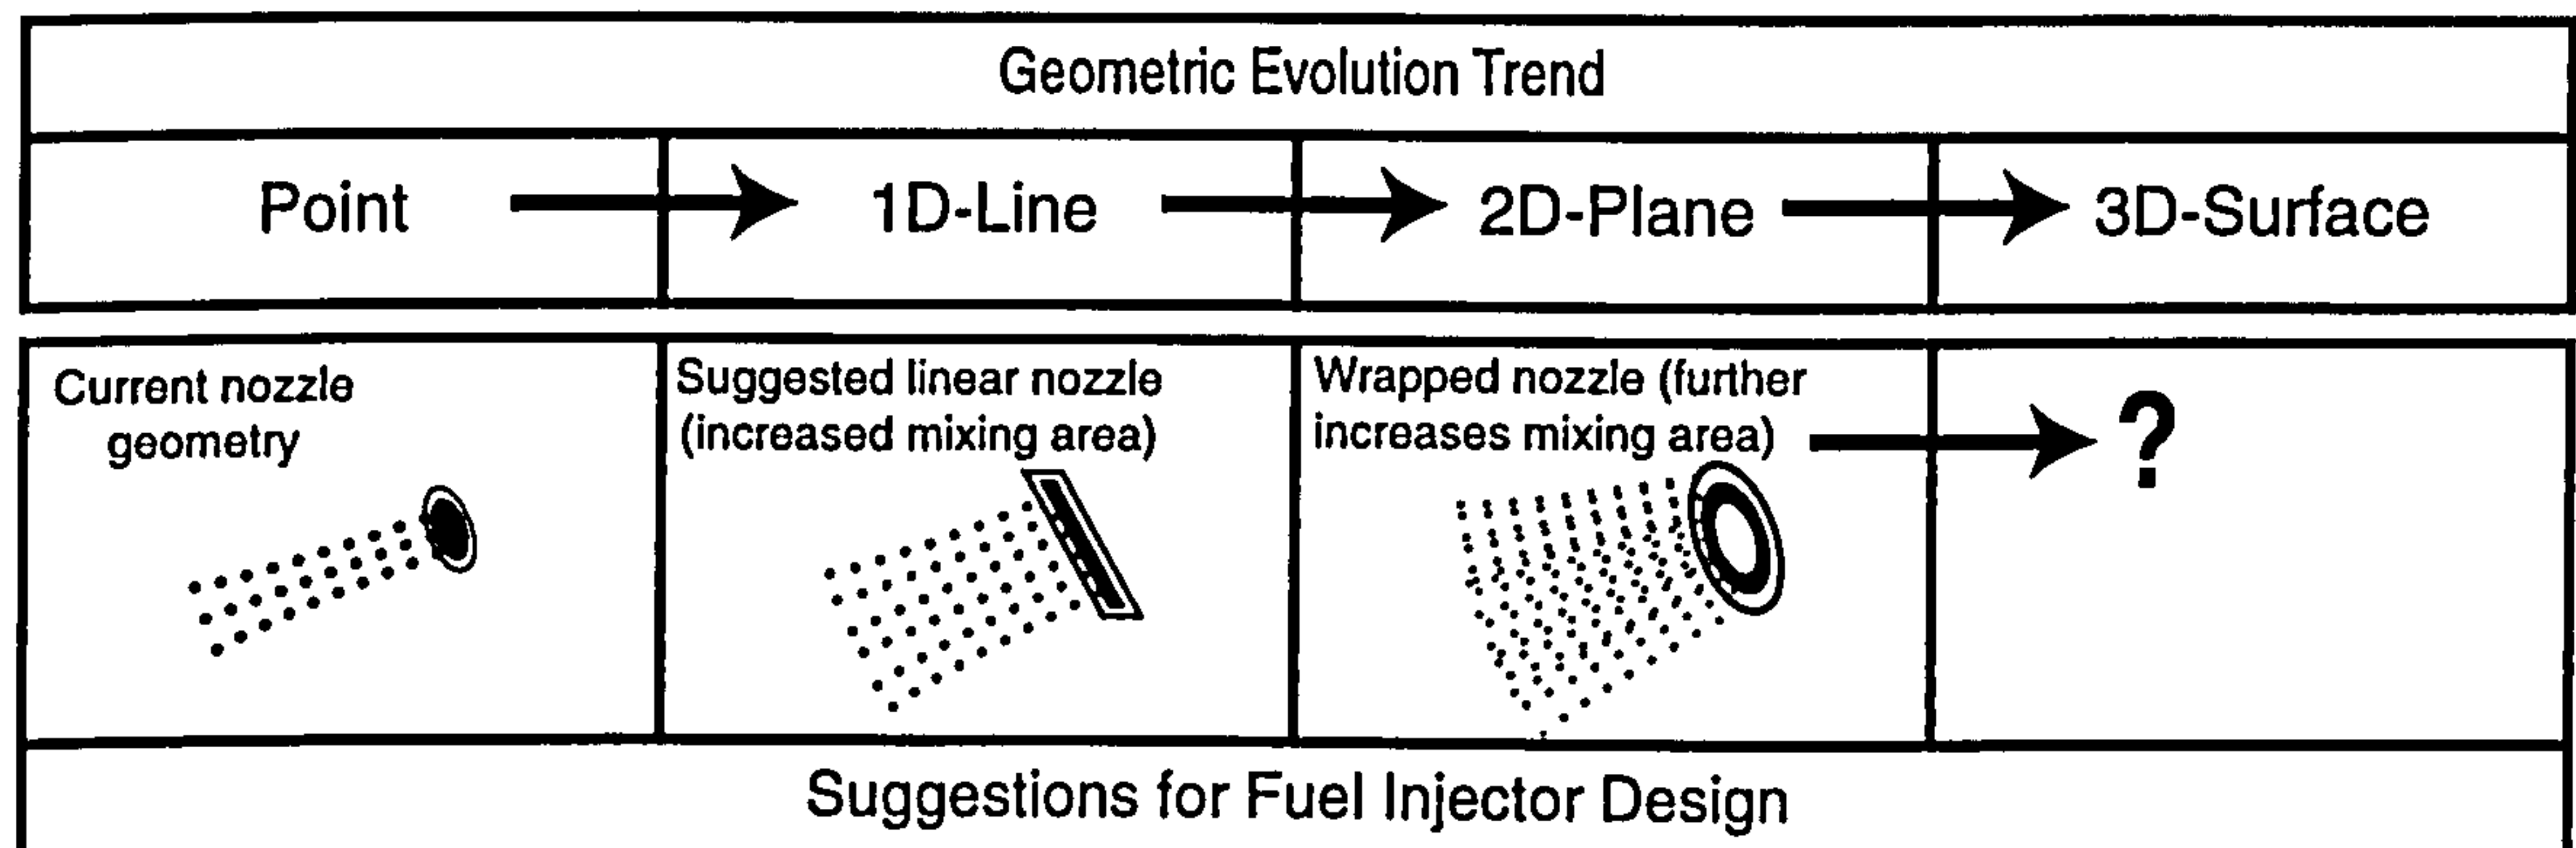 Geometric Evolution Trend
Point 1D-Line 2D-Plane 3D-Surface
Current nozzle
geometry
Suggested linear nozzle
(increased mixing area)
Wrapped nozzle (further
increases mixing area)
?
Suggestions for Fuel Injector Design